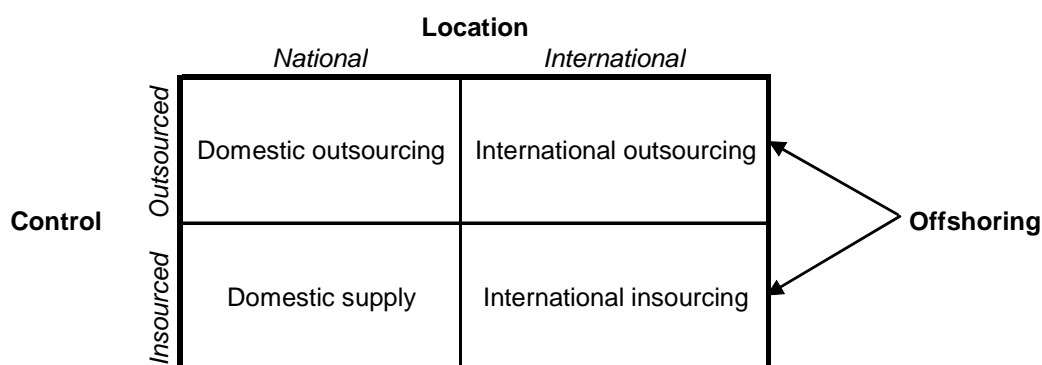 Location
National International
Outsourced
Domestic outsourcing International outsourcing
Control
Offshoring
Insourced
Domestic supply International insourcing